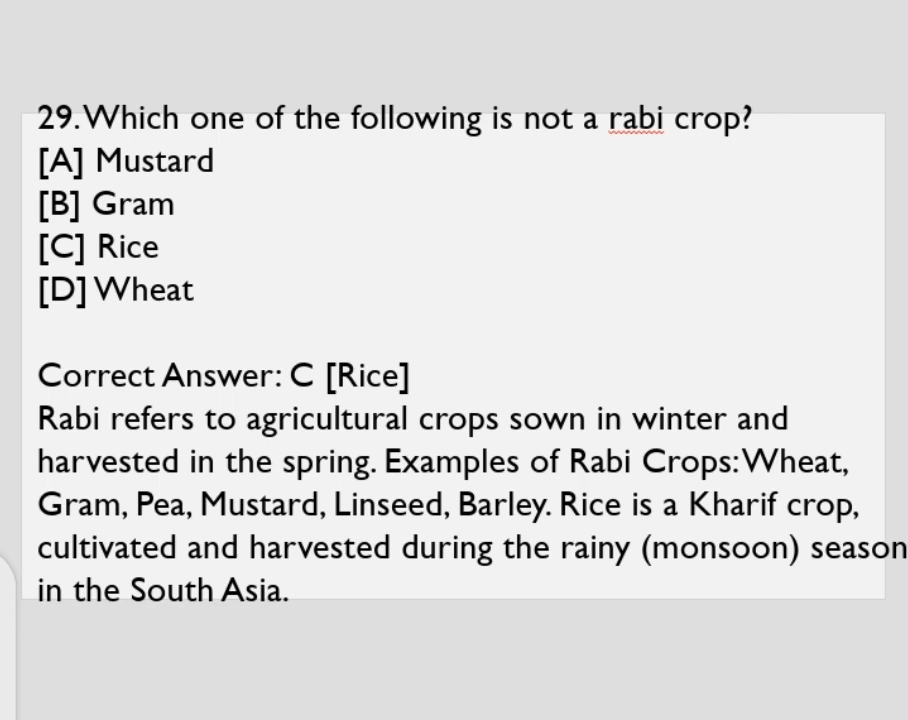 29. Which one of the following is not a rabi crop?
[A] Mustard
[B] Gram
[C] Rice
[D] Wheat
Correct Answer: C [Rice]
Rabi refers to agricultural crops sown in winter and
harvested in the spring. Examples of Rabi Crops: Wheat,
Gram, Pea, Mustard, Linseed, Barley. Rice is a Kharif crop,
cultivated and harvested during the rainy (monsoon) season
in the South Asia.